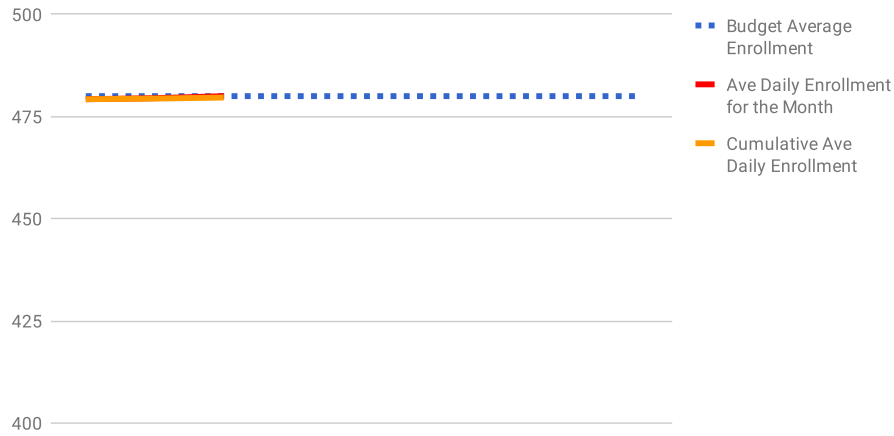 500
475
450
425
400
Budget Average
Enrollment
Ave Daily Enrollment
for the Month
Cumulative Ave
Daily Enrollment